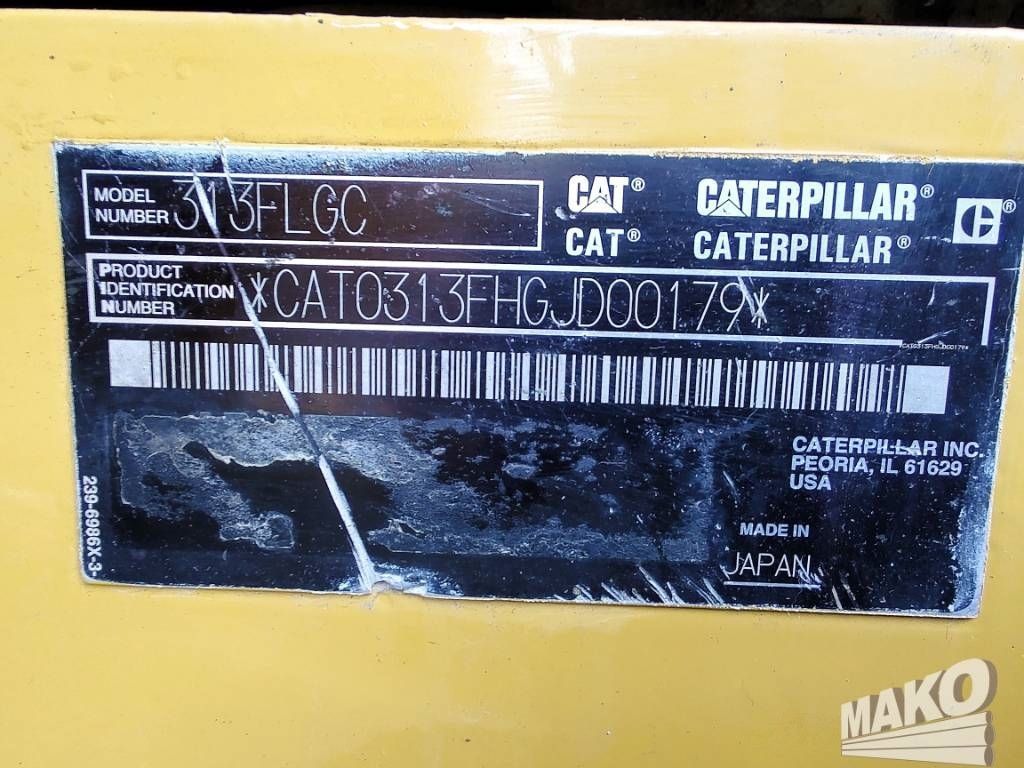 MODEL NUMBER 313FLGC
CAT® CATERPILLAR®
CAT® CATERPILLAR®
PRODUCT IDENTIFICATION NUMBER *CAT0313FHGJD00179*
*CAT0313FHGJD00179*
CATERPILLAR INC.
PEORIA, IL 61629
USA
MADE IN
JAPAN
239-6986X-3-
MAKO